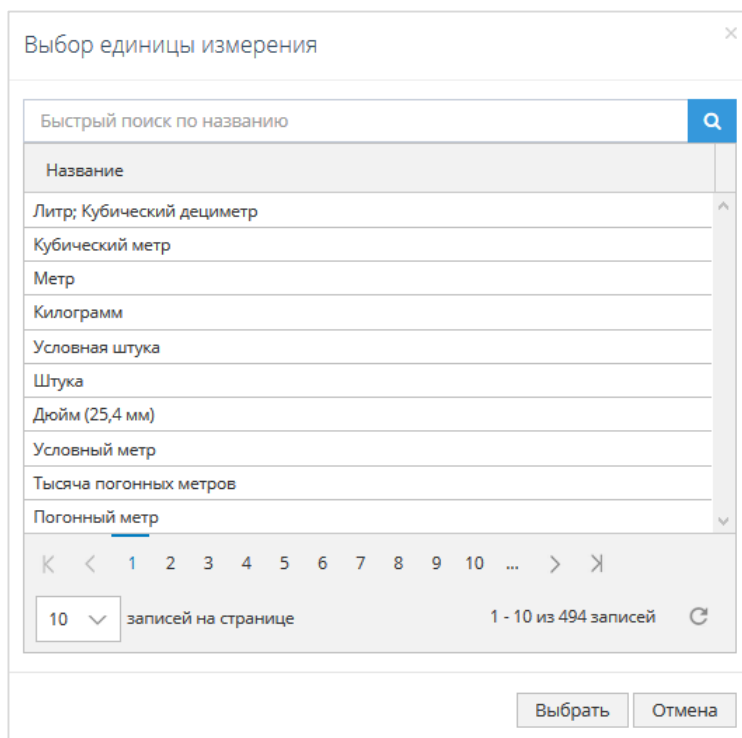 Выбор единицы измерения
Быстрый поиск по названию
Название
Литр; Кубический дециметр
Кубический метр
Метр
Килограмм
Условная штука
Штука
Дюйм (25,4 мм)
Условный метр
Тысяча погонных метров
Погонный метр
1 2 3 4 5 6 7 8 9 10 ...
10 записей на странице 1 - 10 из 494 записей
Выбрать Отмена